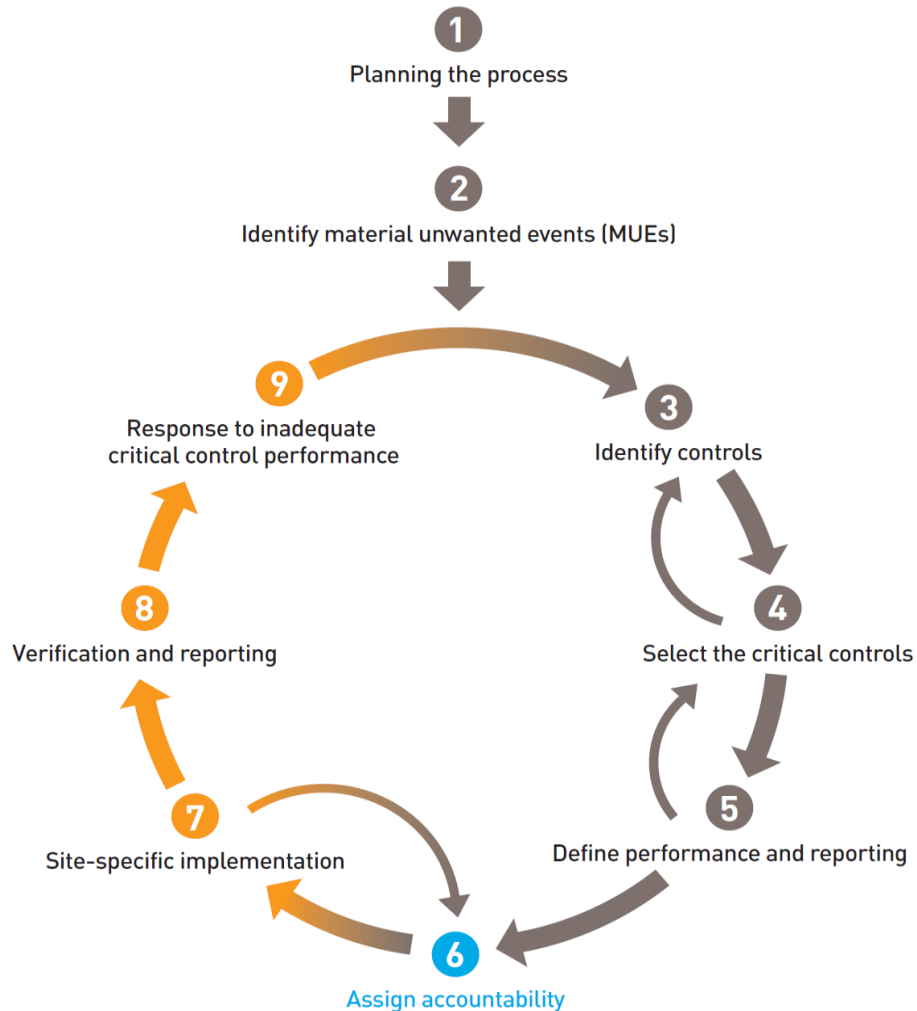 1
Planning the process
2
Identify material unwanted events (MUEs)
3
Identify controls
4
Select the critical controls
5
Define performance and reporting
6
Assign accountability
7
Site-specific implementation
8
Verification and reporting
9
Response to inadequate
critical control performance